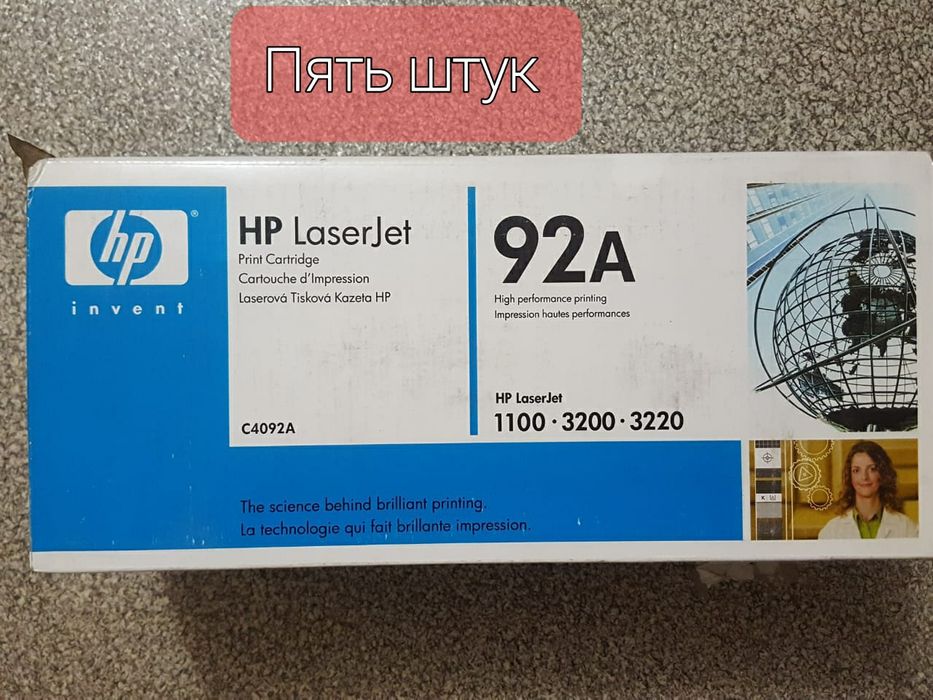 Пять штук
hp
®
invent
HP LaserJet
Print Cartridge
Cartouche d'Impression
Laserová Tisková Kazeta HP
C4092A
92A
High performance printing
Impression hautes performances
HP LaserJet
1100 · 3200 · 3220
The science behind brilliant printing.
La technologie qui fait brillante impression.